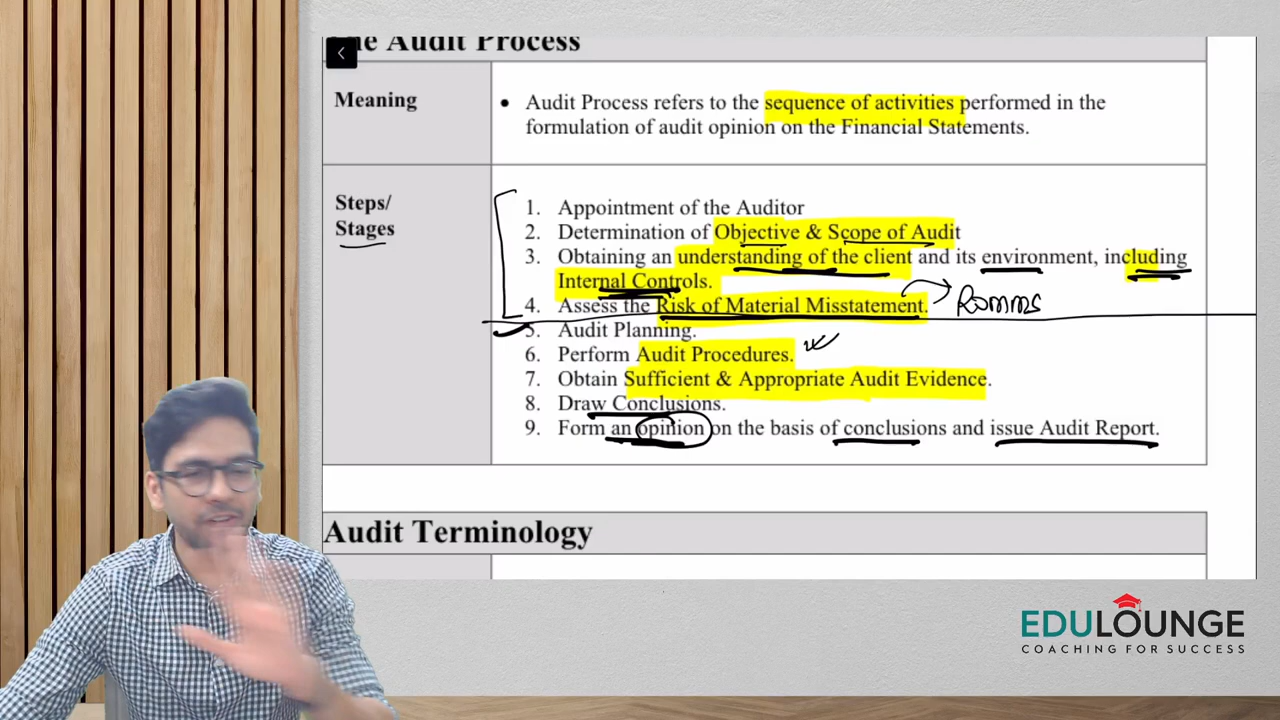 he Audit Process
Meaning
• Audit Process refers to the sequence of activities performed in the
formulation of audit opinion on the Financial Statements.
Steps/
Stages
1. Appointment of the Auditor
2. Determination of Objective & Scope of Audit
3. Obtaining an understanding of the client and its environment, including
Internal Controls.
4. Assess the Risk of Material Misstatement.
5. Audit Planning.
6. Perform Audit Procedures.
7. Obtain Sufficient & Appropriate Audit Evidence.
8. Draw Conclusions.
9. Form an opinion on the basis of conclusions and issue Audit Report.
Audit Terminology
EDULOUNGE
COACHING FOR SUCCESS